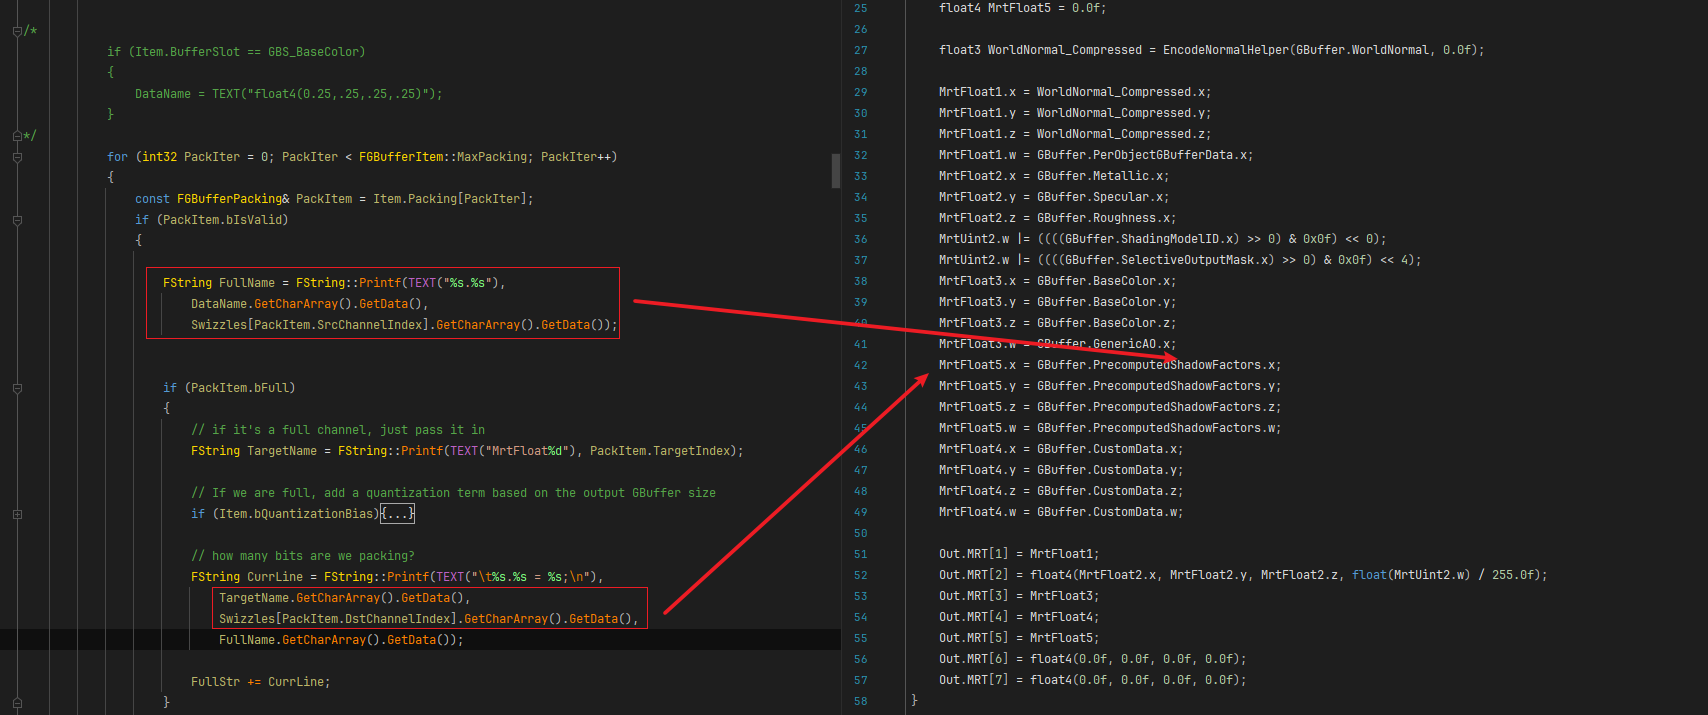 /*
if (Item.BufferSlot == GBS_BaseColor)
{
DataName = TEXT("float4(0.25,.25,.25,.25)");
}
*/
for (int32 PackIter = 0; PackIter < FGBufferItem::MaxPacking; PackIter++)
{
const FGBufferPacking& PackItem = Item.Packing[PackIter];
if (PackItem.bIsValid)
{
FString FullName = FString::Printf(TEXT("%s.%s"),
DataName.GetCharArray().GetData(),
Swizzles[PackItem.SrcChannelIndex].GetCharArray().GetData());
if (PackItem.bFull)
{
// if it's a full channel, just pass it in
FString TargetName = FString::Printf(TEXT("MrtFloat%d"), PackItem.TargetIndex);
// If we are full, add a quantization term based on the output GBuffer size
if (Item.bQuantizationBias){...}
// how many bits are we packing?
FString CurrLine = FString::Printf(TEXT("\t%s.%s = %s;\n"),
TargetName.GetCharArray().GetData(),
Swizzles[PackItem.DstChannelIndex].GetCharArray().GetData(),
FullName.GetCharArray().GetData());
FullStr += CurrLine;
}
25 float4 MrtFloat5 = 0.0f;
26
27 float3 WorldNormal_Compressed = EncodeNormalHelper(GBuffer.WorldNormal, 0.0f);
28
29 MrtFloat1.x = WorldNormal_Compressed.x;
30 MrtFloat1.y = WorldNormal_Compressed.y;
31 MrtFloat1.z = WorldNormal_Compressed.z;
32 MrtFloat1.w = GBuffer.PerObjectGBufferData.x;
33 MrtFloat2.x = GBuffer.Metallic.x;
34 MrtFloat2.y = GBuffer.Specular.x;
35 MrtFloat2.z = GBuffer.Roughness.x;
36 MrtUint2.w |= ((((GBuffer.ShadingModelID.x) >> 0) & 0x0f) << 0);
37 MrtUint2.w |= ((((GBuffer.SelectiveOutputMask.x) >> 0) & 0x0f) << 4);
38 MrtFloat3.x = GBuffer.BaseColor.x;
39 MrtFloat3.y = GBuffer.BaseColor.y;
40 MrtFloat3.z = GBuffer.BaseColor.z;
41 MrtFloat3.w = GBuffer.GenericAO.x;
42 MrtFloat5.x = GBuffer.PrecomputedShadowFactors.x;
43 MrtFloat5.y = GBuffer.PrecomputedShadowFactors.y;
44 MrtFloat5.z = GBuffer.PrecomputedShadowFactors.z;
45 MrtFloat5.w = GBuffer.PrecomputedShadowFactors.w;
46 MrtFloat4.x = GBuffer.CustomData.x;
47 MrtFloat4.y = GBuffer.CustomData.y;
48 MrtFloat4.z = GBuffer.CustomData.z;
49 MrtFloat4.w = GBuffer.CustomData.w;
50
51 Out.MRT[1] = MrtFloat1;
52 Out.MRT[2] = float4(MrtFloat2.x, MrtFloat2.y, MrtFloat2.z, float(MrtUint2.w) / 255.0f);
53 Out.MRT[3] = MrtFloat3;
54 Out.MRT[4] = MrtFloat4;
55 Out.MRT[5] = MrtFloat5;
56 Out.MRT[6] = float4(0.0f, 0.0f, 0.0f, 0.0f);
57 Out.MRT[7] = float4(0.0f, 0.0f, 0.0f, 0.0f);
58 }